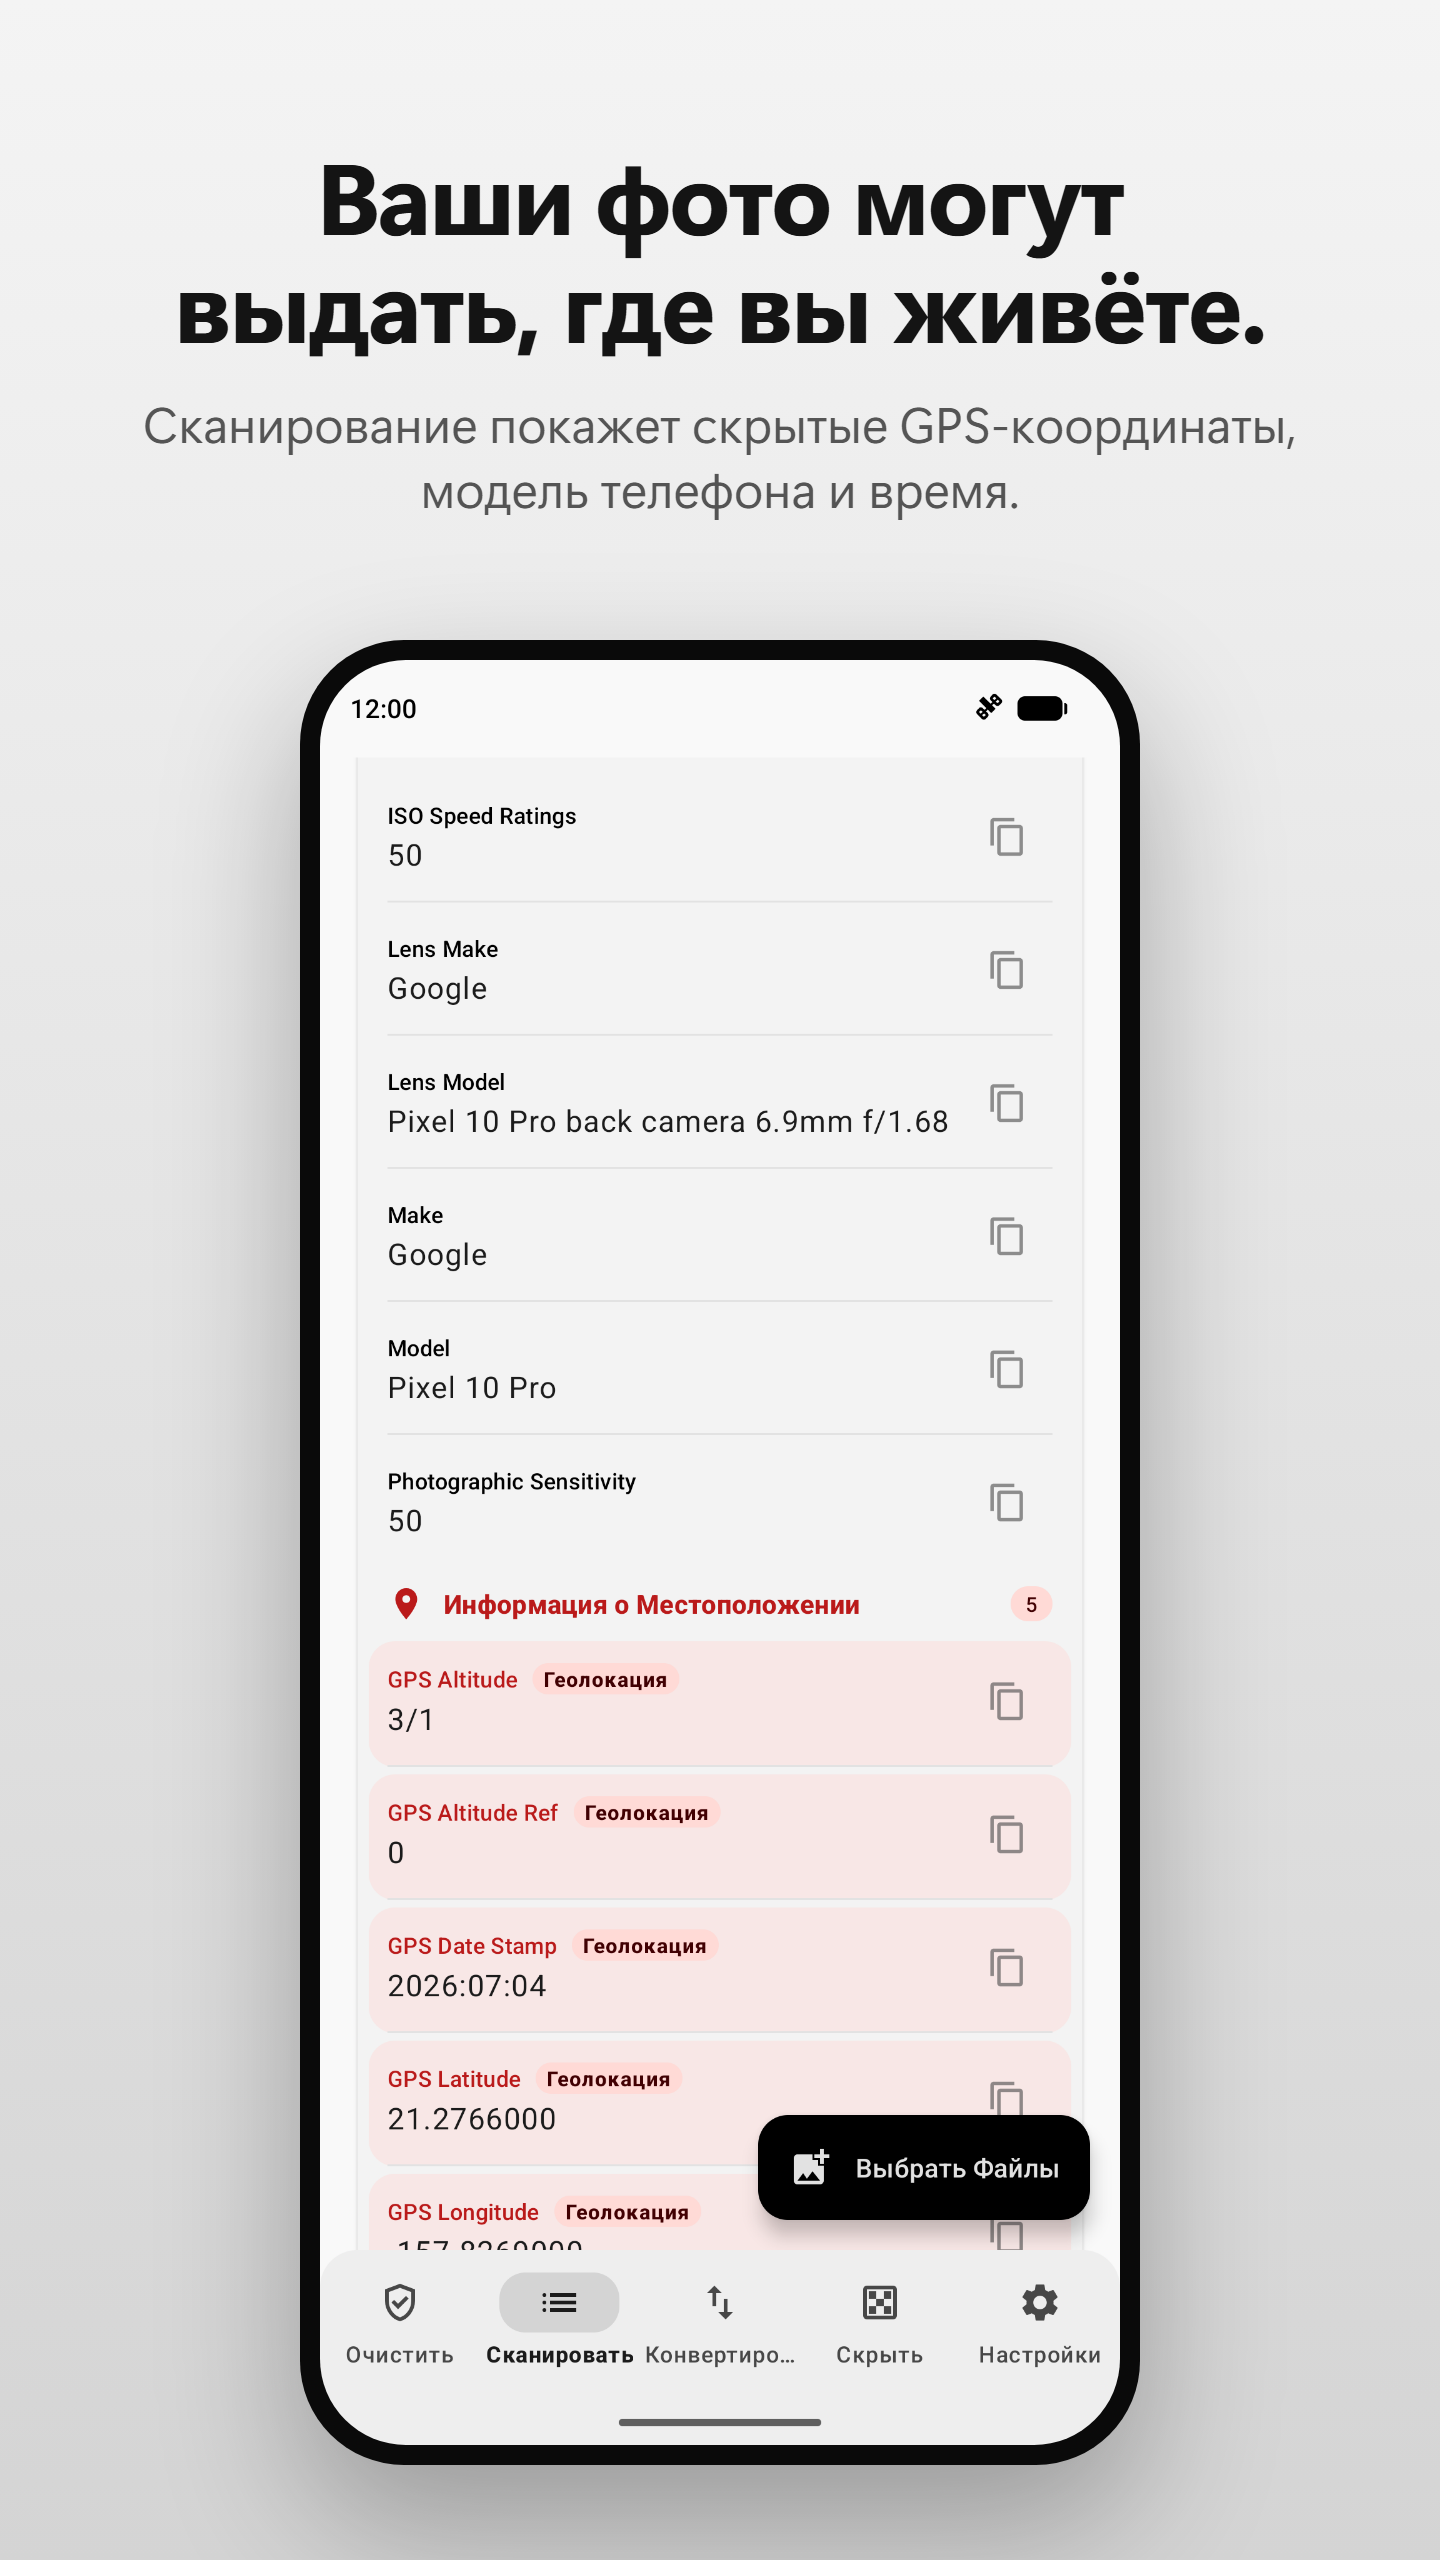 Ваши фото могут
выдать, где вы живёте.
Сканирование покажет скрытые GPS-координаты,
модель телефона и время.
12:00
ISO Speed Ratings
50
Lens Make
Google
Lens Model
Pixel 10 Pro back camera 6.9mm f/1.68
Make
Google
Model
Pixel 10 Pro
Photographic Sensitivity
50
Информация о Местоположении 5
GPS Altitude Геолокация
3/1
GPS Altitude Ref Геолокация
0
GPS Date Stamp Геолокация
2026:07:04
GPS Latitude Геолокация
21.2766000
Выбрать Файлы
GPS Longitude Геолокация
Очистить Сканировать Конвертиро... Скрыть Настройки